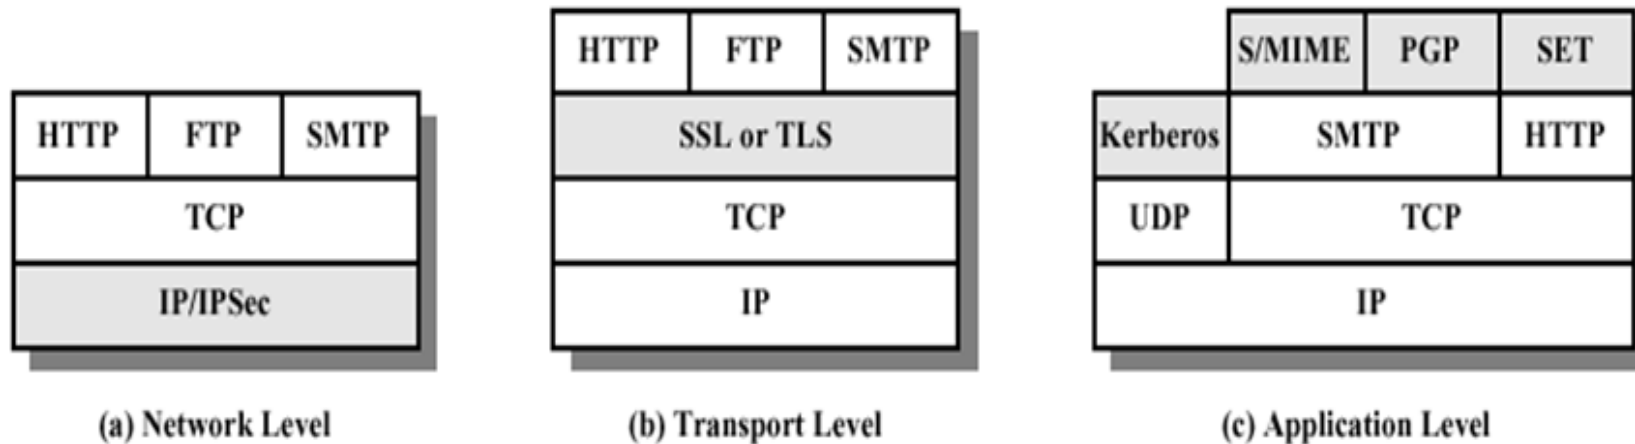 HTTP FTP SMTP
TCP
IP/IPSec
(a) Network Level
HTTP FTP SMTP
SSL or TLS
TCP
IP
(b) Transport Level
S/MIME PGP SET
Kerberos SMTP HTTP
UDP TCP
IP
(c) Application Level